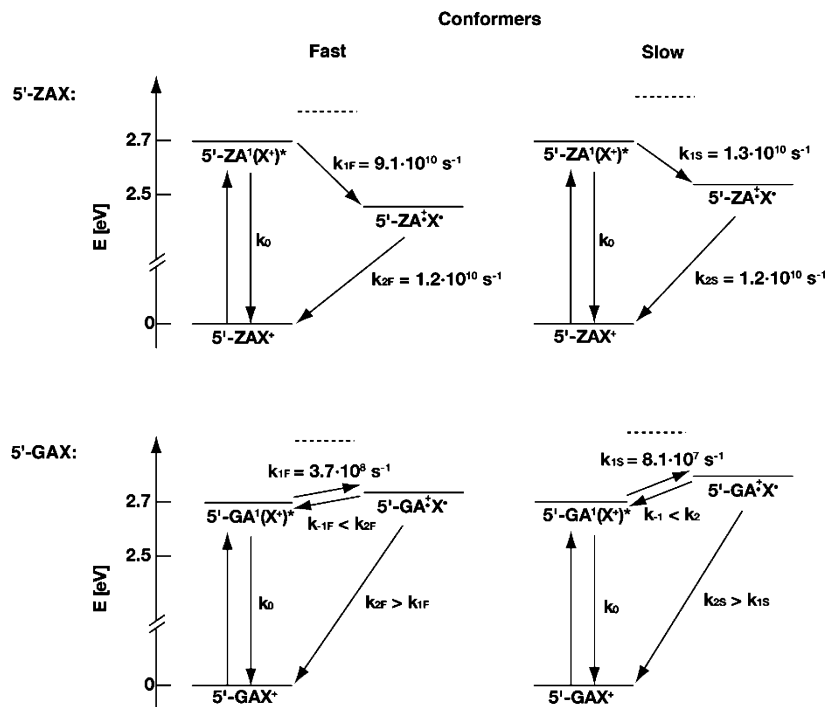 Conformers
Fast Slow
5'-ZAX:
2.7
5'-ZA¹(X⁺)* k₁F = 9.1·10¹⁰ s⁻¹ 5'-ZA¹(X⁺)* k₁S = 1.3·10¹⁰ s⁻¹
2.5
E [eV]
5'-ZA⁺•X• 5'-ZA⁺•X•
k₀ k₀
k₂F = 1.2·10¹⁰ s⁻¹ k₂S = 1.2·10¹⁰ s⁻¹
0
5'-ZAX⁺ 5'-ZAX⁺
5'-GAX:
k₁F = 3.7·10⁸ s⁻¹ k₁S = 8.1·10⁷ s⁻¹
2.7
5'-GA¹(X⁺)* 5'-GA⁺•X• 5'-GA¹(X⁺)* 5'-GA⁺•X•
k₋₁F < k₂F k₋₁ < k₂
2.5
E [eV]
k₀ k₂F > k₁F k₀ k₂S > k₁S
0
5'-GAX⁺ 5'-GAX⁺